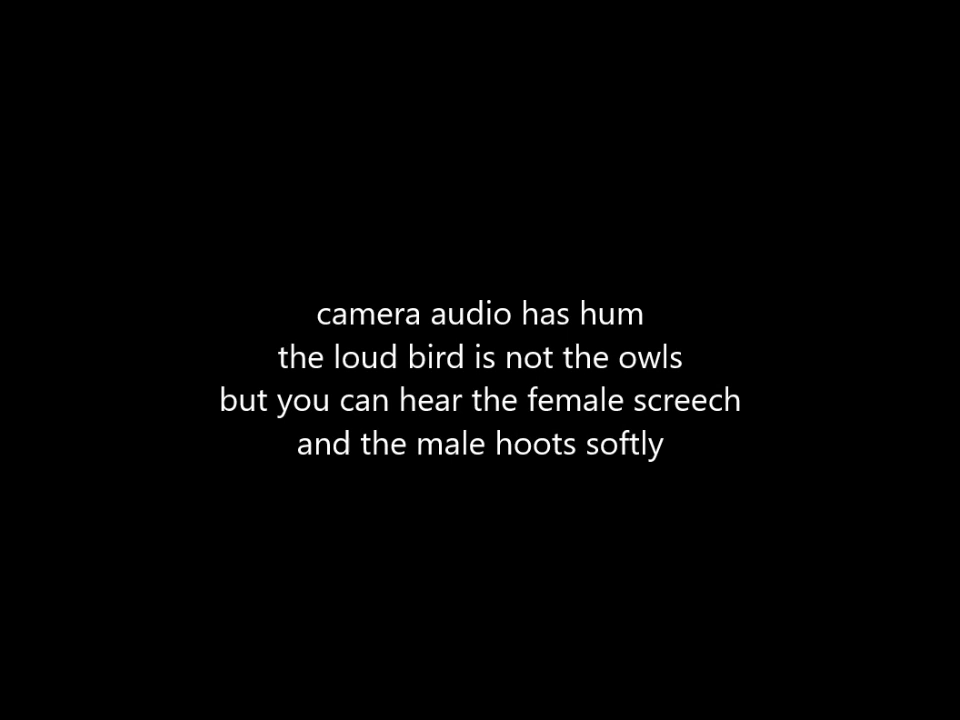 camera audio has hum
the loud bird is not the owls
but you can hear the female screech
and the male hoots softly